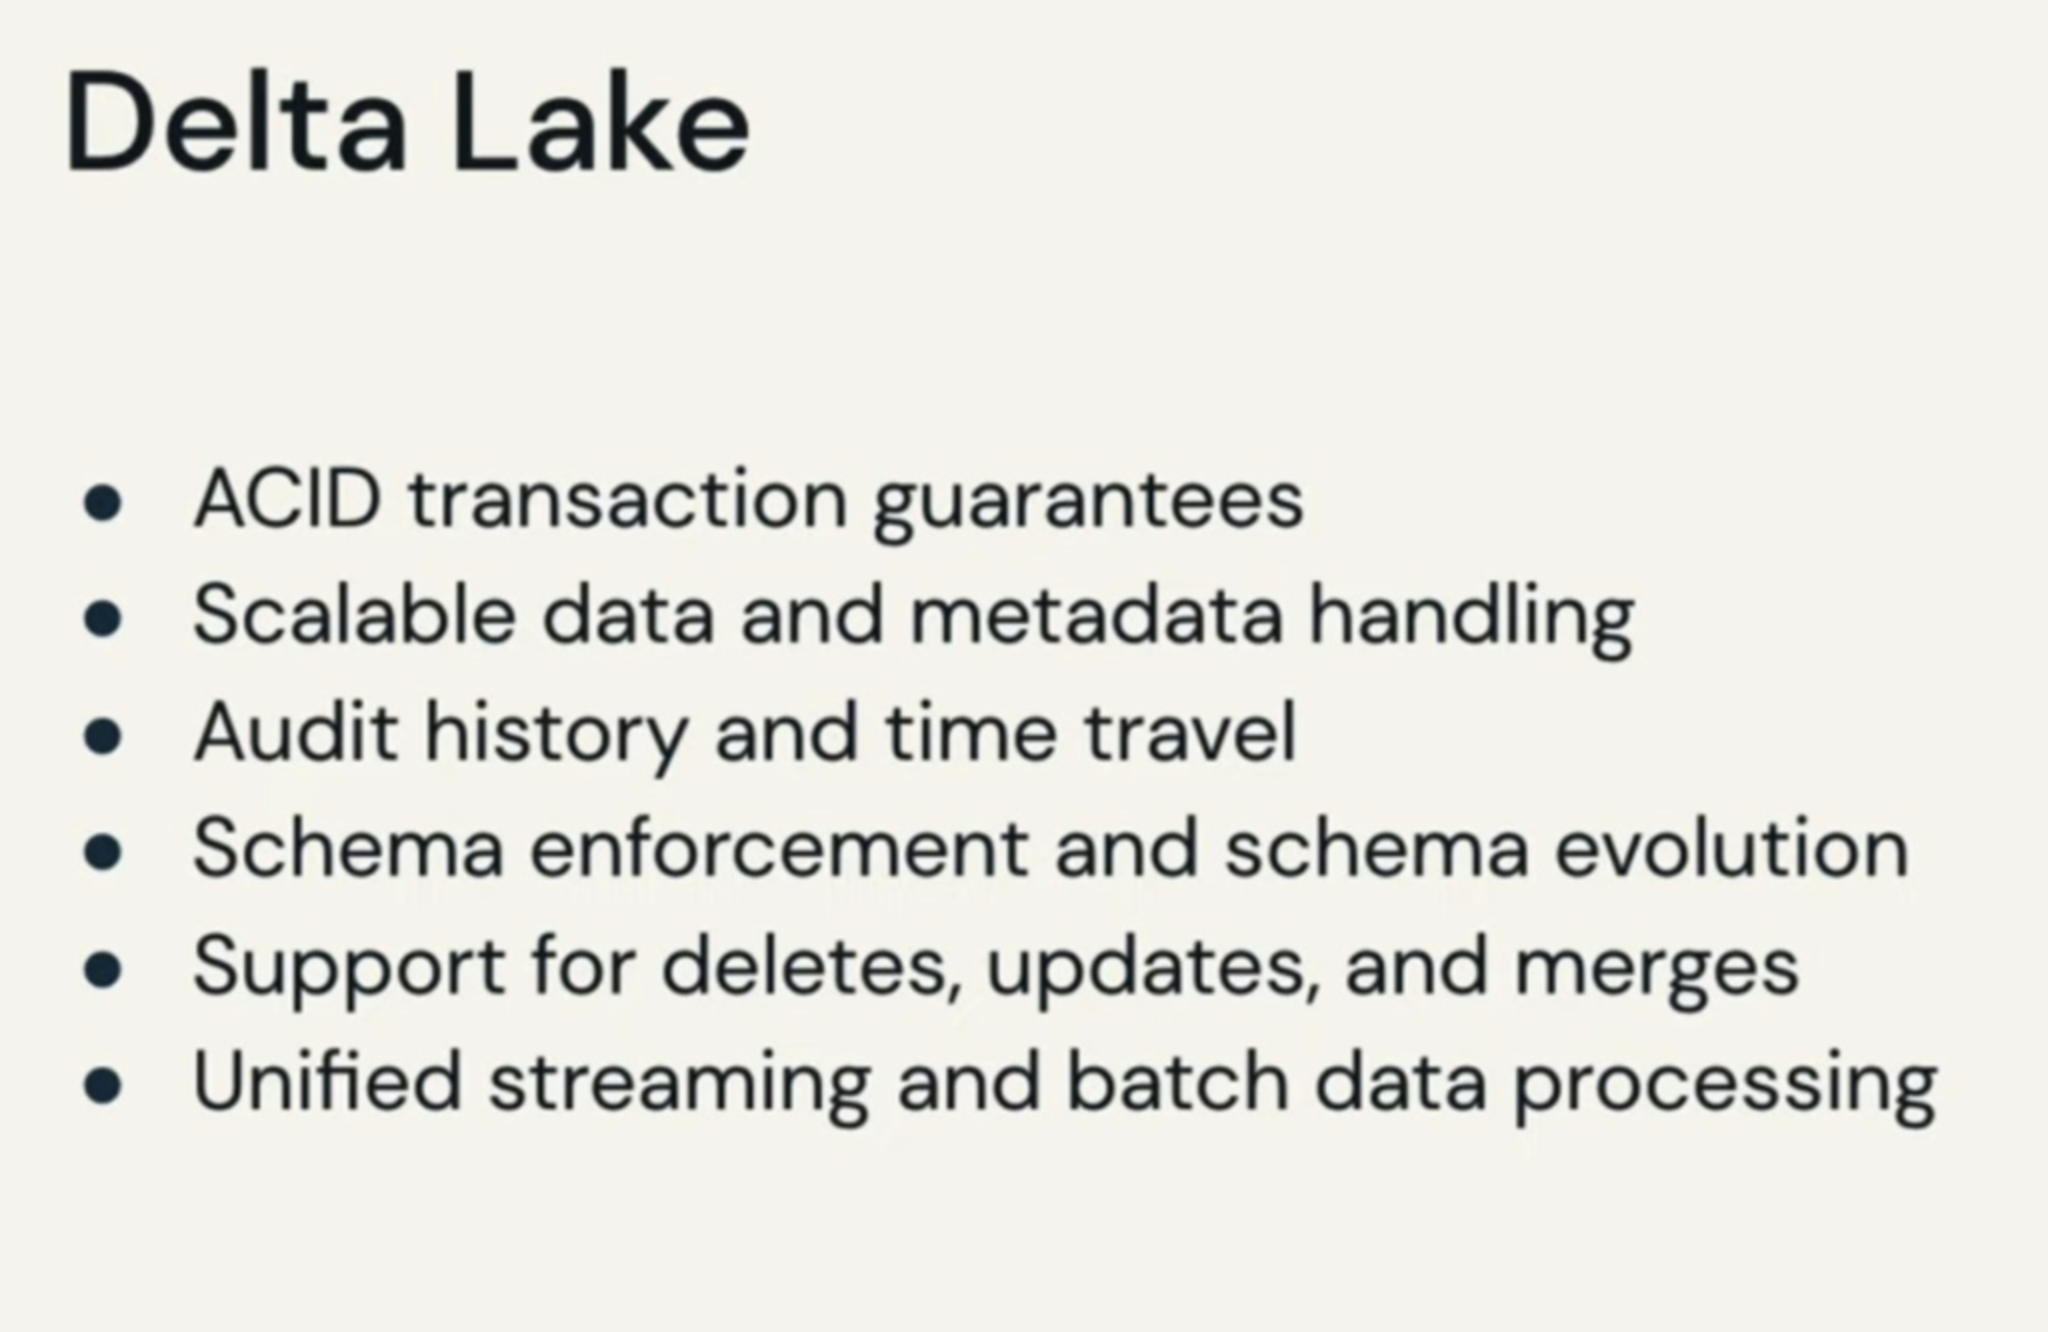 Delta Lake
• ACID transaction guarantees
• Scalable data and metadata handling
• Audit history and time travel
• Schema enforcement and schema evolution
• Support for deletes, updates, and merges
• Unified streaming and batch data processing